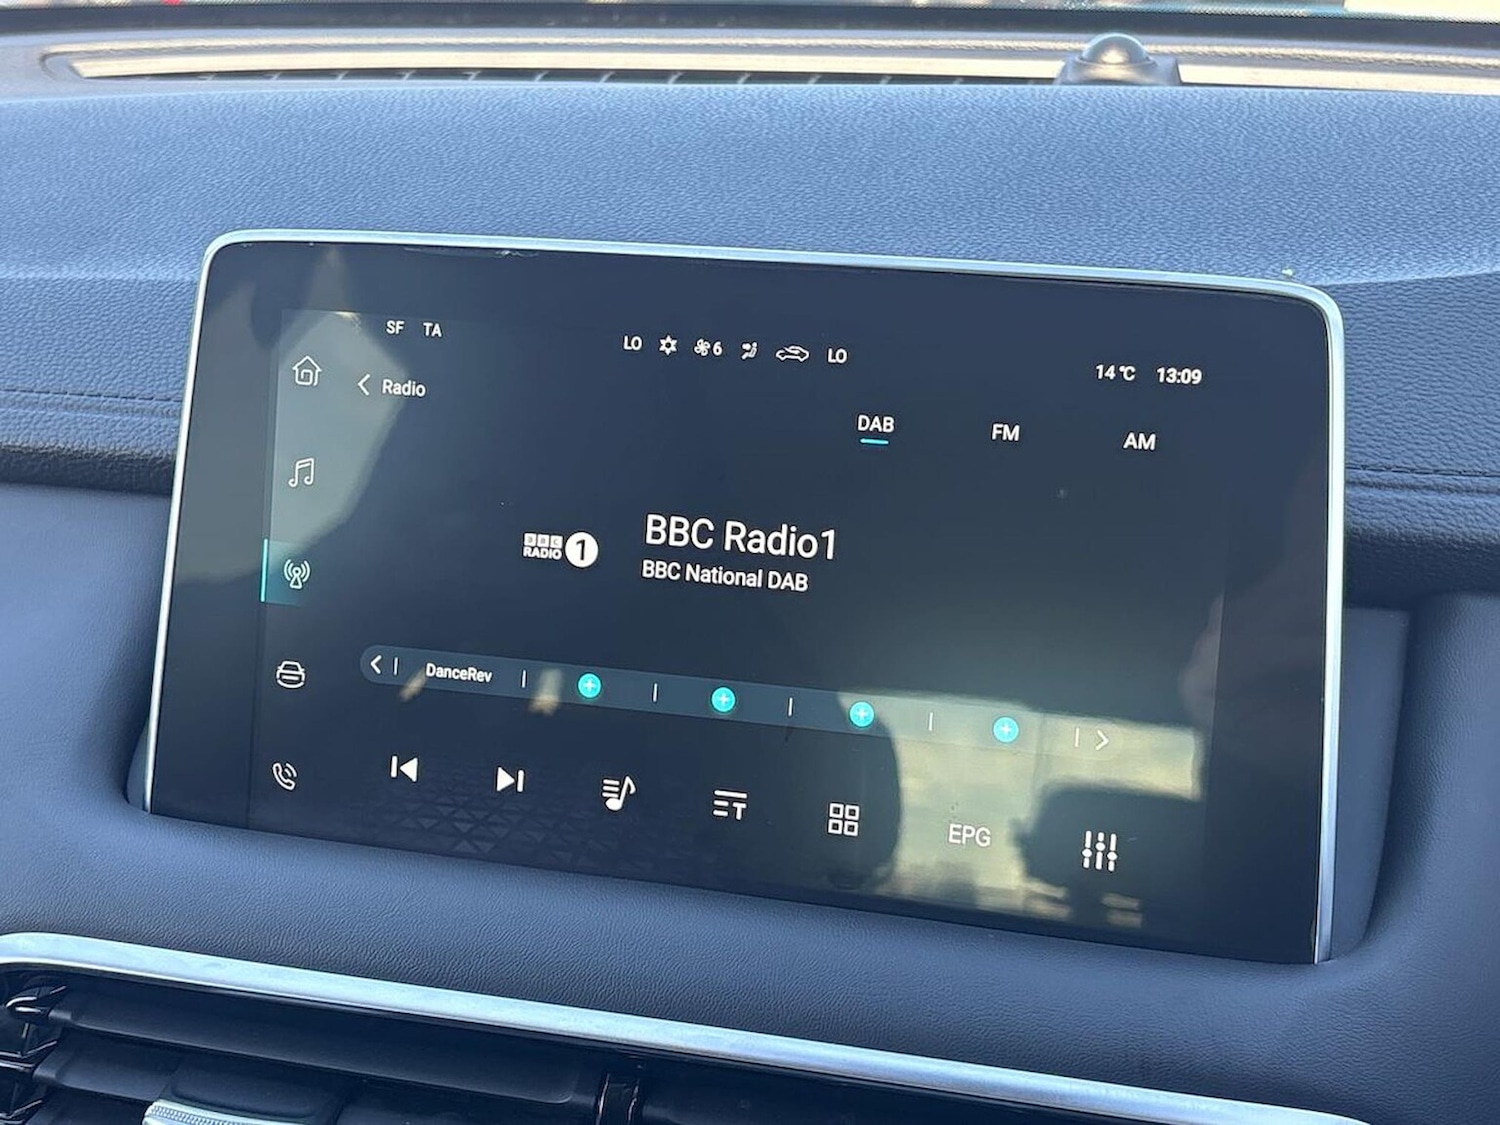 SF TA
LO 6 LO
14°C 13:09
Radio
DAB FM AM
BBC
RADIO 1
BBC Radio1
BBC National DAB
DanceRev
EPG